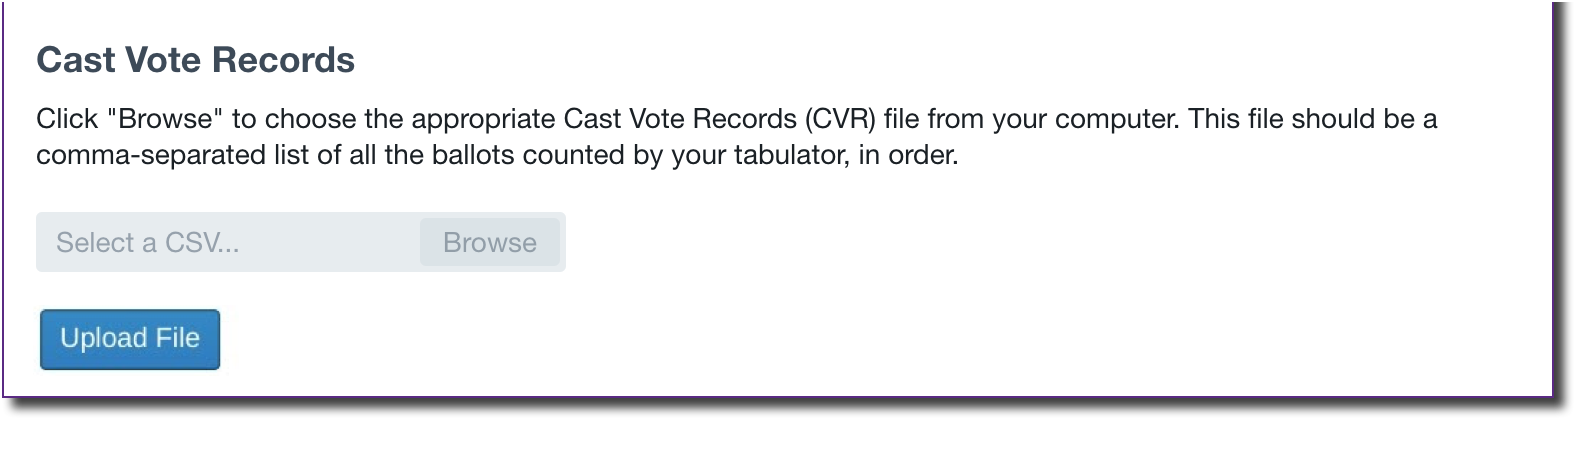 Cast Vote Records
Click "Browse" to choose the appropriate Cast Vote Records (CVR) file from your computer. This file should be a
comma-separated list of all the ballots counted by your tabulator, in order.
Select a CSV... Browse
Upload File